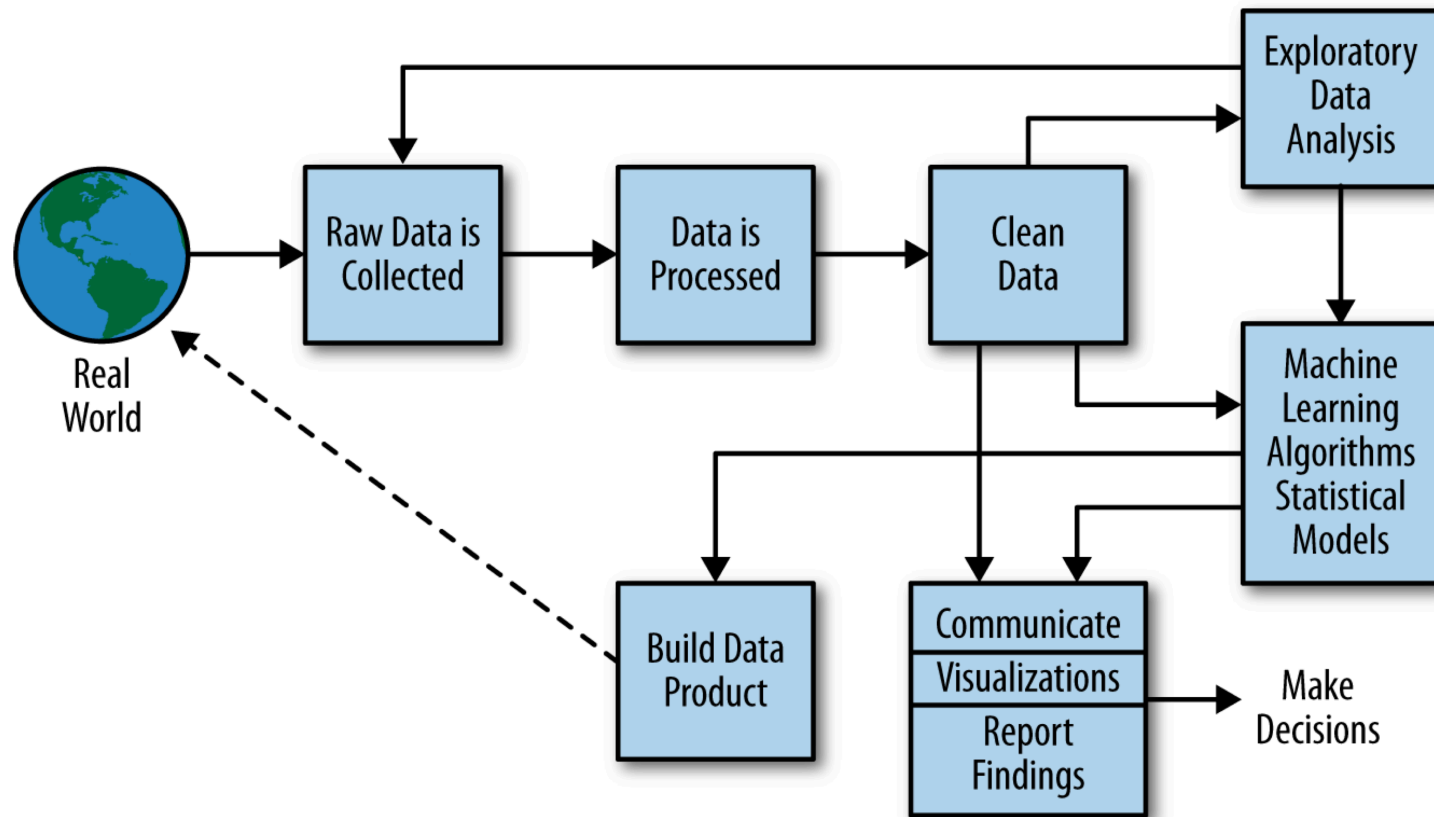 Exploratory
Data
Analysis
Raw Data is
Collected
Data is
Processed
Clean
Data
Real
World
Machine
Learning
Algorithms
Statistical
Models
Build Data
Product
Communicate
Visualizations
Report
Findings
Make
Decisions